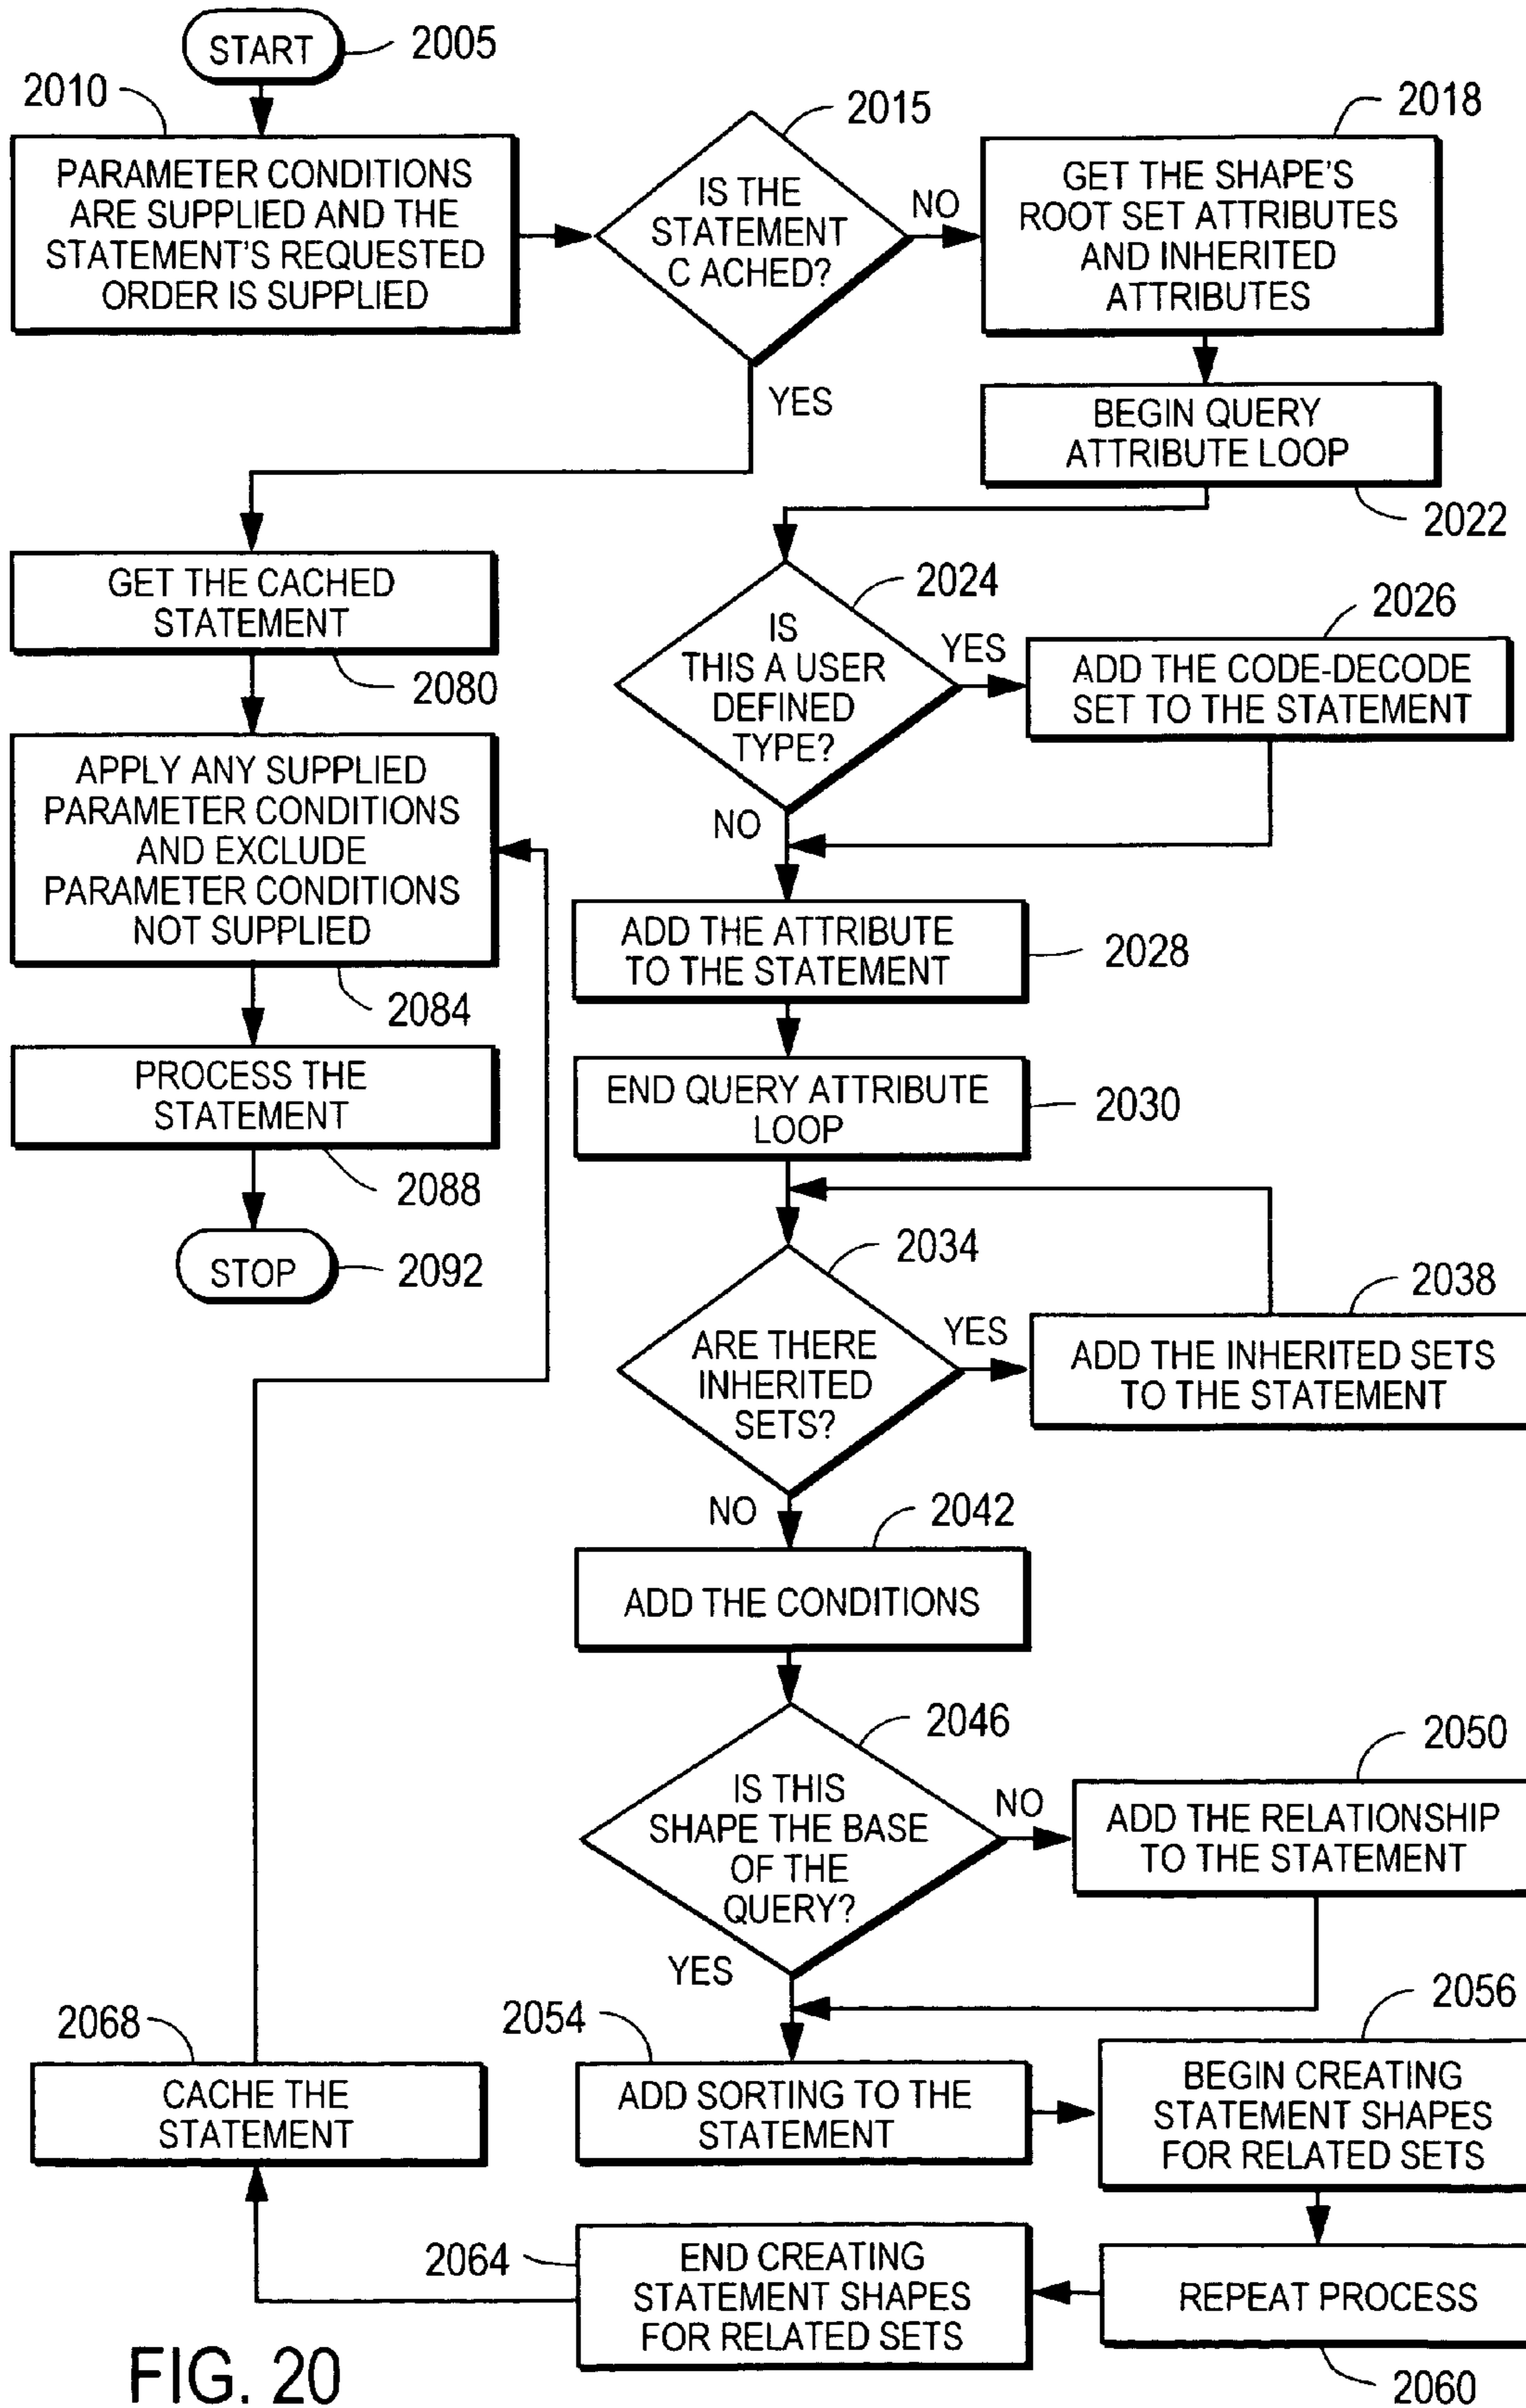 START
2005
2010
PARAMETER CONDITIONS
ARE SUPPLIED AND THE
STATEMENT'S REQUESTED
ORDER IS SUPPLIED
2015
IS THE
STATEMENT
C ACHED?
NO
YES
2018
GET THE SHAPE'S
ROOT SET ATTRIBUTES
AND INHERITED
ATTRIBUTES
BEGIN QUERY
ATTRIBUTE LOOP
2022
GET THE CACHED
STATEMENT
2080
APPLY ANY SUPPLIED
PARAMETER CONDITIONS
AND EXCLUDE
PARAMETER CONDITIONS
NOT SUPPLIED
2084
PROCESS THE
STATEMENT
2088
STOP
2092
2024
IS
THIS A USER
DEFINED
TYPE?
YES
NO
2026
ADD THE CODE-DECODE
SET TO THE STATEMENT
ADD THE ATTRIBUTE
TO THE STATEMENT
2028
END QUERY ATTRIBUTE
LOOP
2030
2034
ARE THERE
INHERITED
SETS?
YES
NO
2038
ADD THE INHERITED SETS
TO THE STATEMENT
2042
ADD THE CONDITIONS
2046
IS THIS
SHAPE THE BASE
OF THE
QUERY?
NO
YES
2050
ADD THE RELATIONSHIP
TO THE STATEMENT
2054
ADD SORTING TO THE
STATEMENT
2056
BEGIN CREATING
STATEMENT SHAPES
FOR RELATED SETS
REPEAT PROCESS
2060
2064
END CREATING
STATEMENT SHAPES
FOR RELATED SETS
2068
CACHE THE
STATEMENT
FIG. 20